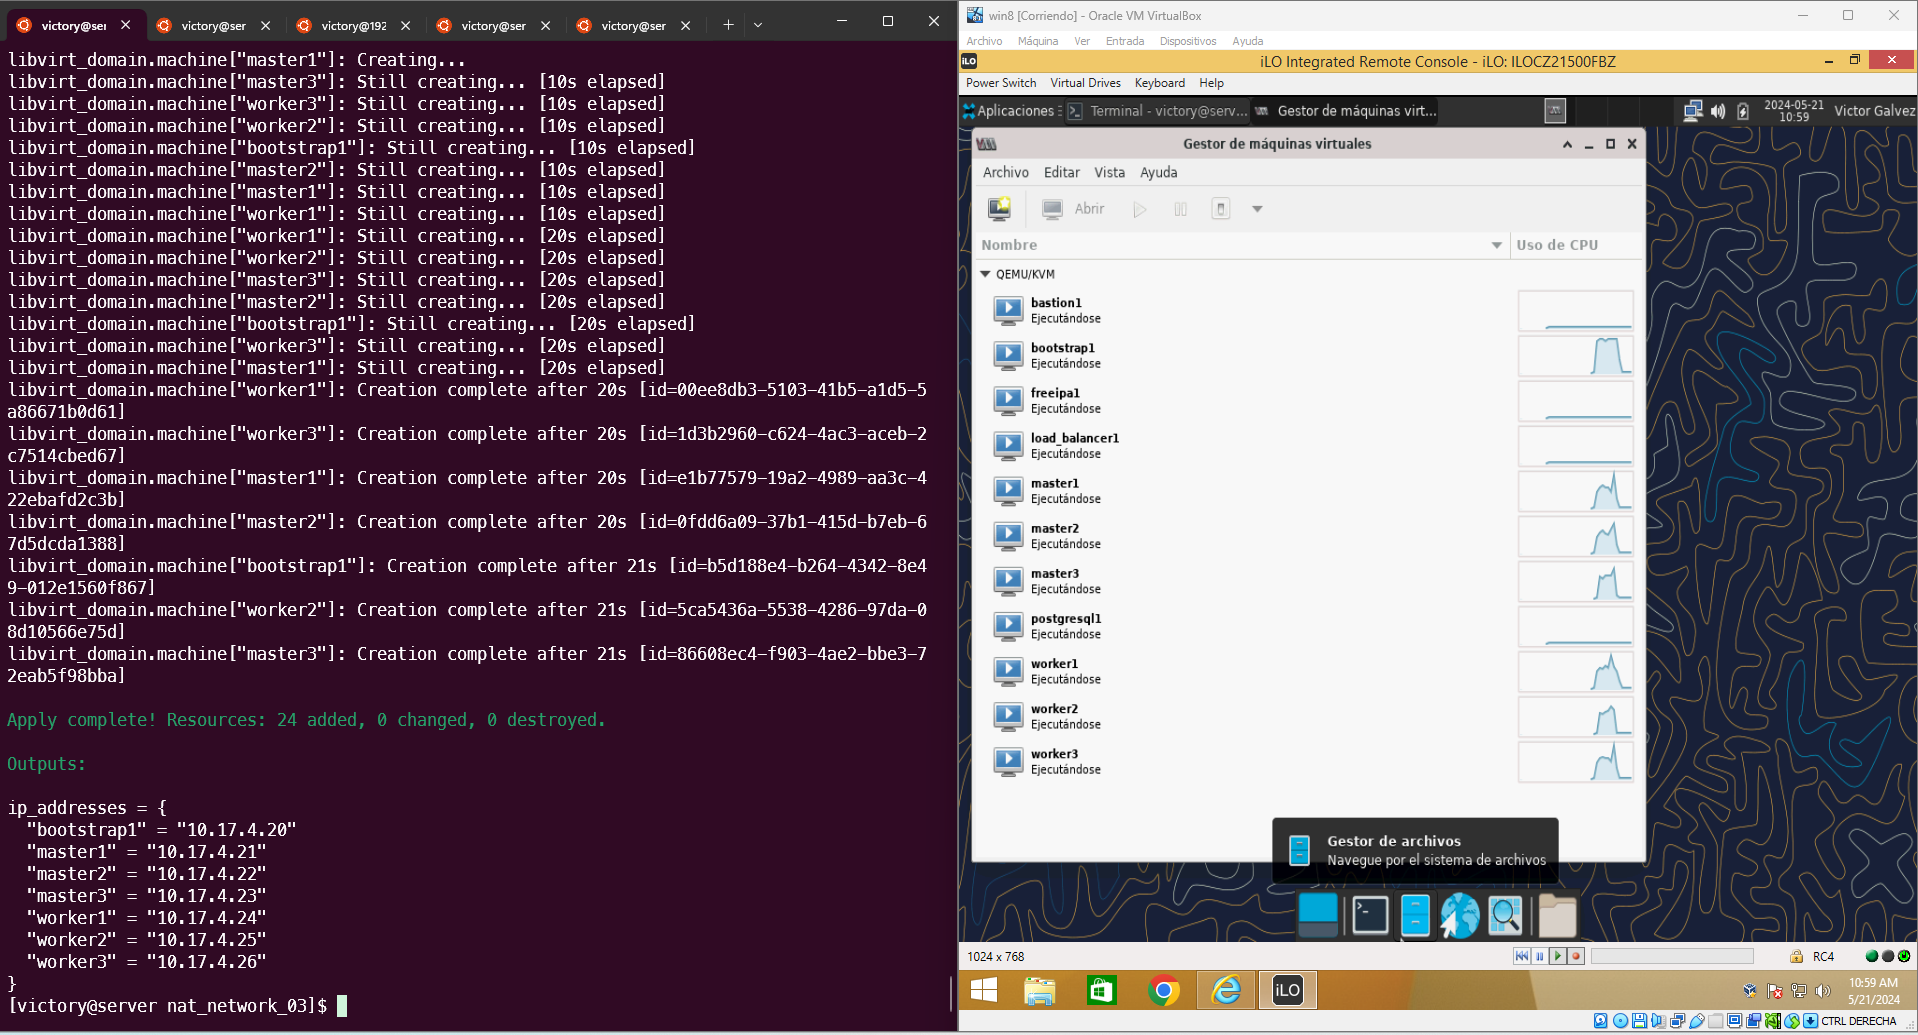 victory@ser
victory@ser
victory@192
victory@ser
victory@ser
libvirt_domain.machine["master1"]: Creating...
libvirt_domain.machine["master3"]: Still creating... [10s elapsed]
libvirt_domain.machine["worker3"]: Still creating... [10s elapsed]
libvirt_domain.machine["worker2"]: Still creating... [10s elapsed]
libvirt_domain.machine["bootstrap1"]: Still creating... [10s elapsed]
libvirt_domain.machine["master2"]: Still creating... [10s elapsed]
libvirt_domain.machine["master1"]: Still creating... [10s elapsed]
libvirt_domain.machine["worker1"]: Still creating... [10s elapsed]
libvirt_domain.machine["worker1"]: Still creating... [20s elapsed]
libvirt_domain.machine["worker2"]: Still creating... [20s elapsed]
libvirt_domain.machine["master3"]: Still creating... [20s elapsed]
libvirt_domain.machine["master2"]: Still creating... [20s elapsed]
libvirt_domain.machine["bootstrap1"]: Still creating... [20s elapsed]
libvirt_domain.machine["worker3"]: Still creating... [20s elapsed]
libvirt_domain.machine["master1"]: Still creating... [20s elapsed]
libvirt_domain.machine["worker1"]: Creation complete after 20s [id=00ee8db3-5103-41b5-a1d5-5
a86671b0d61]
libvirt_domain.machine["worker3"]: Creation complete after 20s [id=1d3b2960-c624-4ac3-aceb-2
c7514cbed67]
libvirt_domain.machine["master1"]: Creation complete after 20s [id=e1b77579-19a2-4989-aa3c-4
22ebafd2c3b]
libvirt_domain.machine["master2"]: Creation complete after 20s [id=0fdd6a09-37b1-415d-b7eb-6
7d5dcda1388]
libvirt_domain.machine["bootstrap1"]: Creation complete after 21s [id=b5d188e4-b264-4342-8e4
9-012e1560f867]
libvirt_domain.machine["worker2"]: Creation complete after 21s [id=5ca5436a-5538-4286-97da-0
8d10566e75d]
libvirt_domain.machine["master3"]: Creation complete after 21s [id=86608ec4-f903-4ae2-bbe3-7
2eab5f98bba]
Apply complete! Resources: 24 added, 0 changed, 0 destroyed.
Outputs:
ip_addresses = {
"bootstrap1" = "10.17.4.20"
"master1" = "10.17.4.21"
"master2" = "10.17.4.22"
"master3" = "10.17.4.23"
"worker1" = "10.17.4.24"
"worker2" = "10.17.4.25"
"worker3" = "10.17.4.26"
}
[victory@server nat_network_03]$
win8 [Corriendo] - Oracle VM VirtualBox
Archivo Máquina Ver Entrada Dispositivos Ayuda
iLO iLO Integrated Remote Console - iLO: ILOCZ21500FBZ
Power Switch Virtual Drives Keyboard Help
Aplicaciones Terminal - victory@serv... Gestor de máquinas virt... 2024-05-21 Victor Galvez
10:59
Gestor de máquinas virtuales
Archivo Editar Vista Ayuda
Abrir
Nombre Uso de CPU
QEMU/KVM
bastion1
Ejecutándose
bootstrap1
Ejecutándose
freeipa1
Ejecutándose
load_balancer1
Ejecutándose
master1
Ejecutándose
master2
Ejecutándose
master3
Ejecutándose
postgresql1
Ejecutándose
worker1
Ejecutándose
worker2
Ejecutándose
worker3
Ejecutándose
Gestor de archivos
Navegue por el sistema de archivos
1024 x 768 RC4
iLO
10:59 AM
5/21/2024
CTRL DERECHA